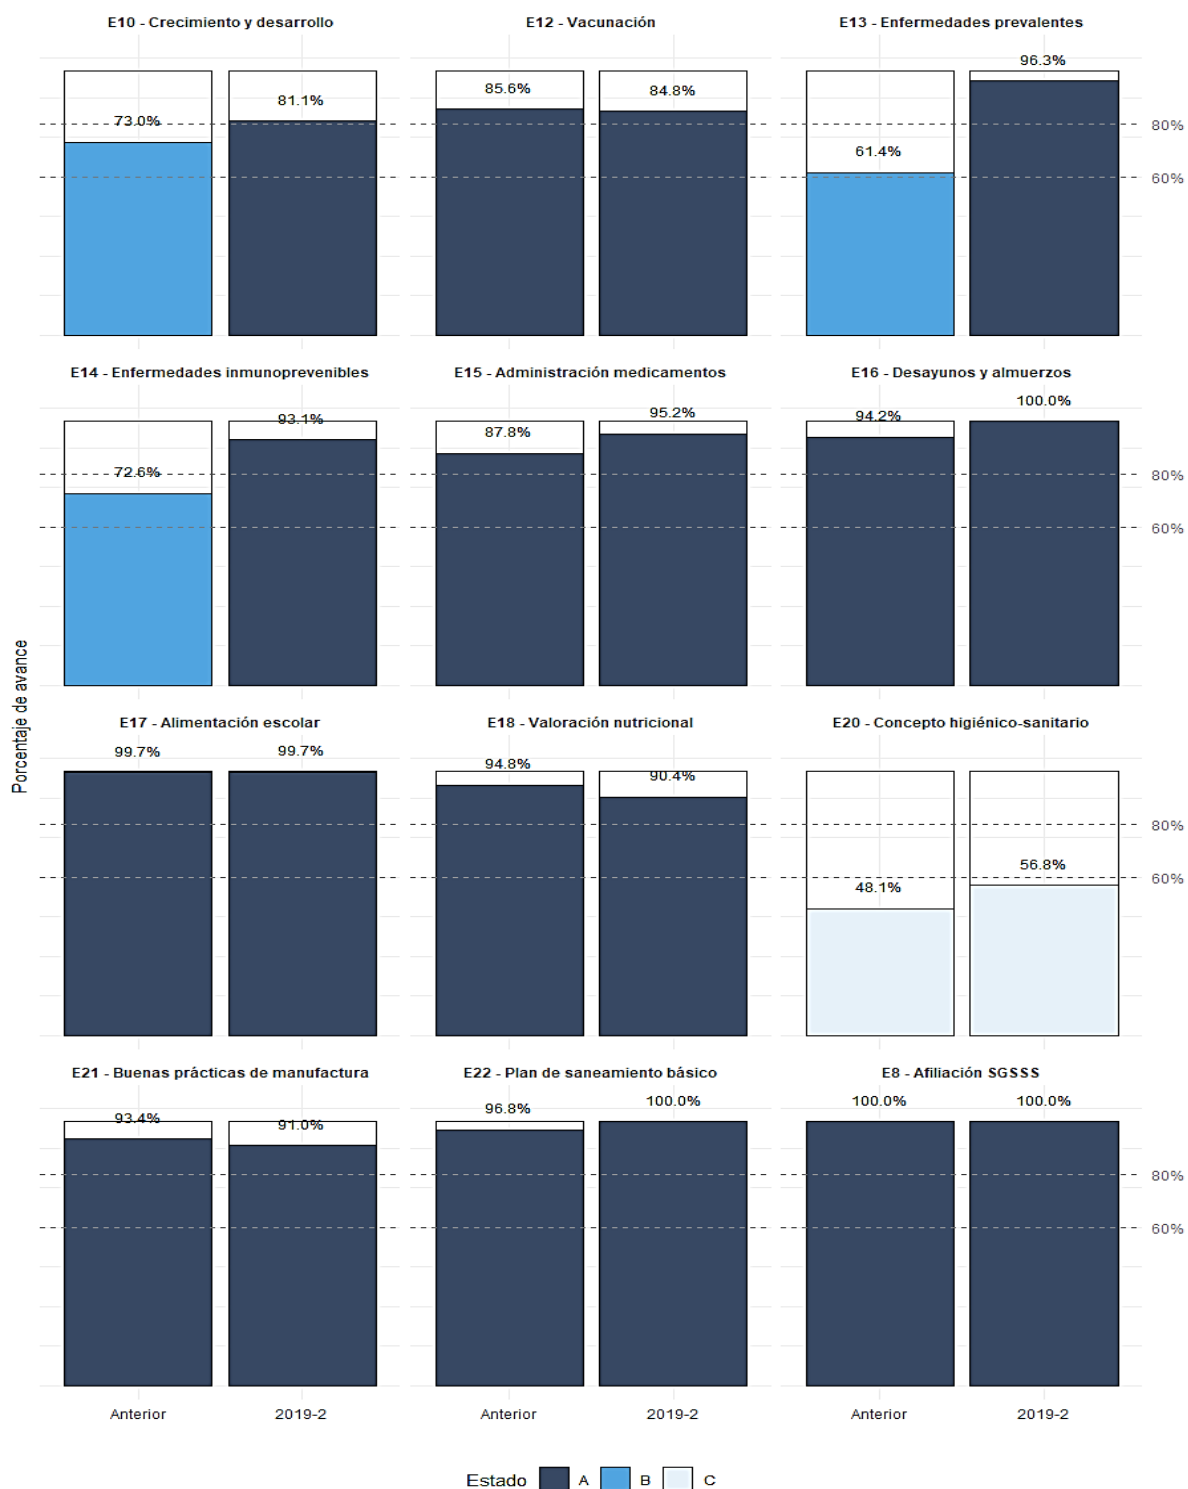 E10 - Crecimiento y desarrollo
E12 - Vacunación
E13 - Enfermedades prevalentes
73.0%
81.1%
85.6%
84.8%
61.4%
96.3%
80%
60%
E14 - Enfermedades inmunoprevenibles
E15 - Administración medicamentos
E16 - Desayunos y almuerzos
72.6%
93.1%
87.8%
95.2%
94.2%
100.0%
80%
60%
Porcentaje de avance
E17 - Alimentación escolar
E18 - Valoración nutricional
E20 - Concepto higiénico-sanitario
99.7%
99.7%
94.8%
90.4%
48.1%
56.8%
80%
60%
E21 - Buenas prácticas de manufactura
E22 - Plan de saneamiento básico
E8 - Afiliación SGSSS
93.4%
91.0%
96.8%
100.0%
100.0%
100.0%
80%
60%
Anterior
2019-2
Anterior
2019-2
Anterior
2019-2
Estado A B C